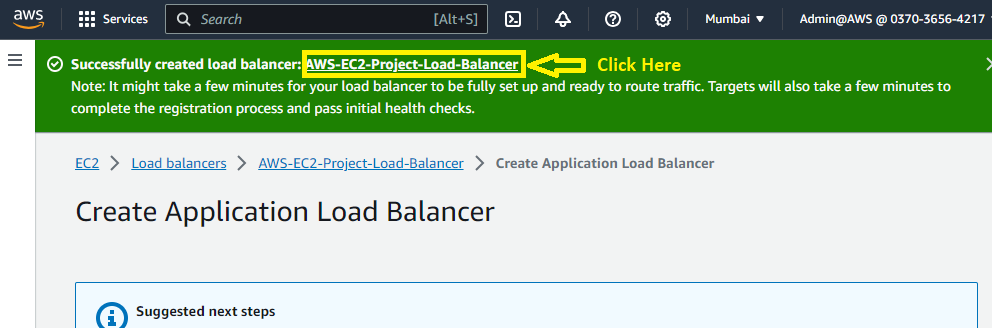 aws Services Search [Alt+S] Mumbai Admin@AWS @ 0370-3656-4217
Successfully created load balancer: AWS-EC2-Project-Load-Balancer Click Here
Note: It might take a few minutes for your load balancer to be fully set up and ready to route traffic. Targets will also take a few minutes to
complete the registration process and pass initial health checks.
EC2 > Load balancers > AWS-EC2-Project-Load-Balancer > Create Application Load Balancer
Create Application Load Balancer
Suggested next steps